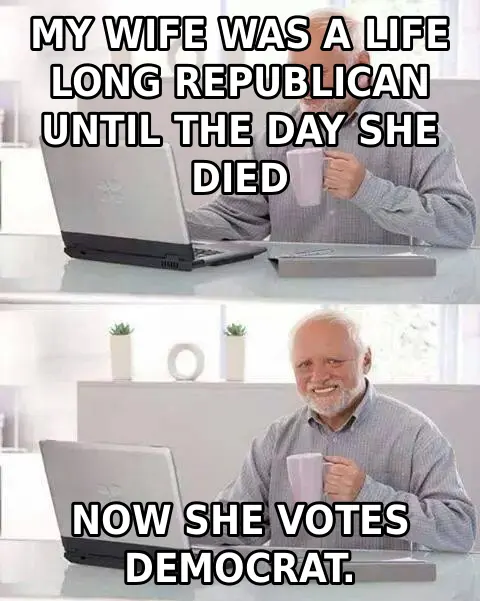 MY WIFE WAS A LIFE
LONG REPUBLICAN
UNTIL THE DAY SHE
DIED
NOW SHE VOTES
DEMOCRAT.